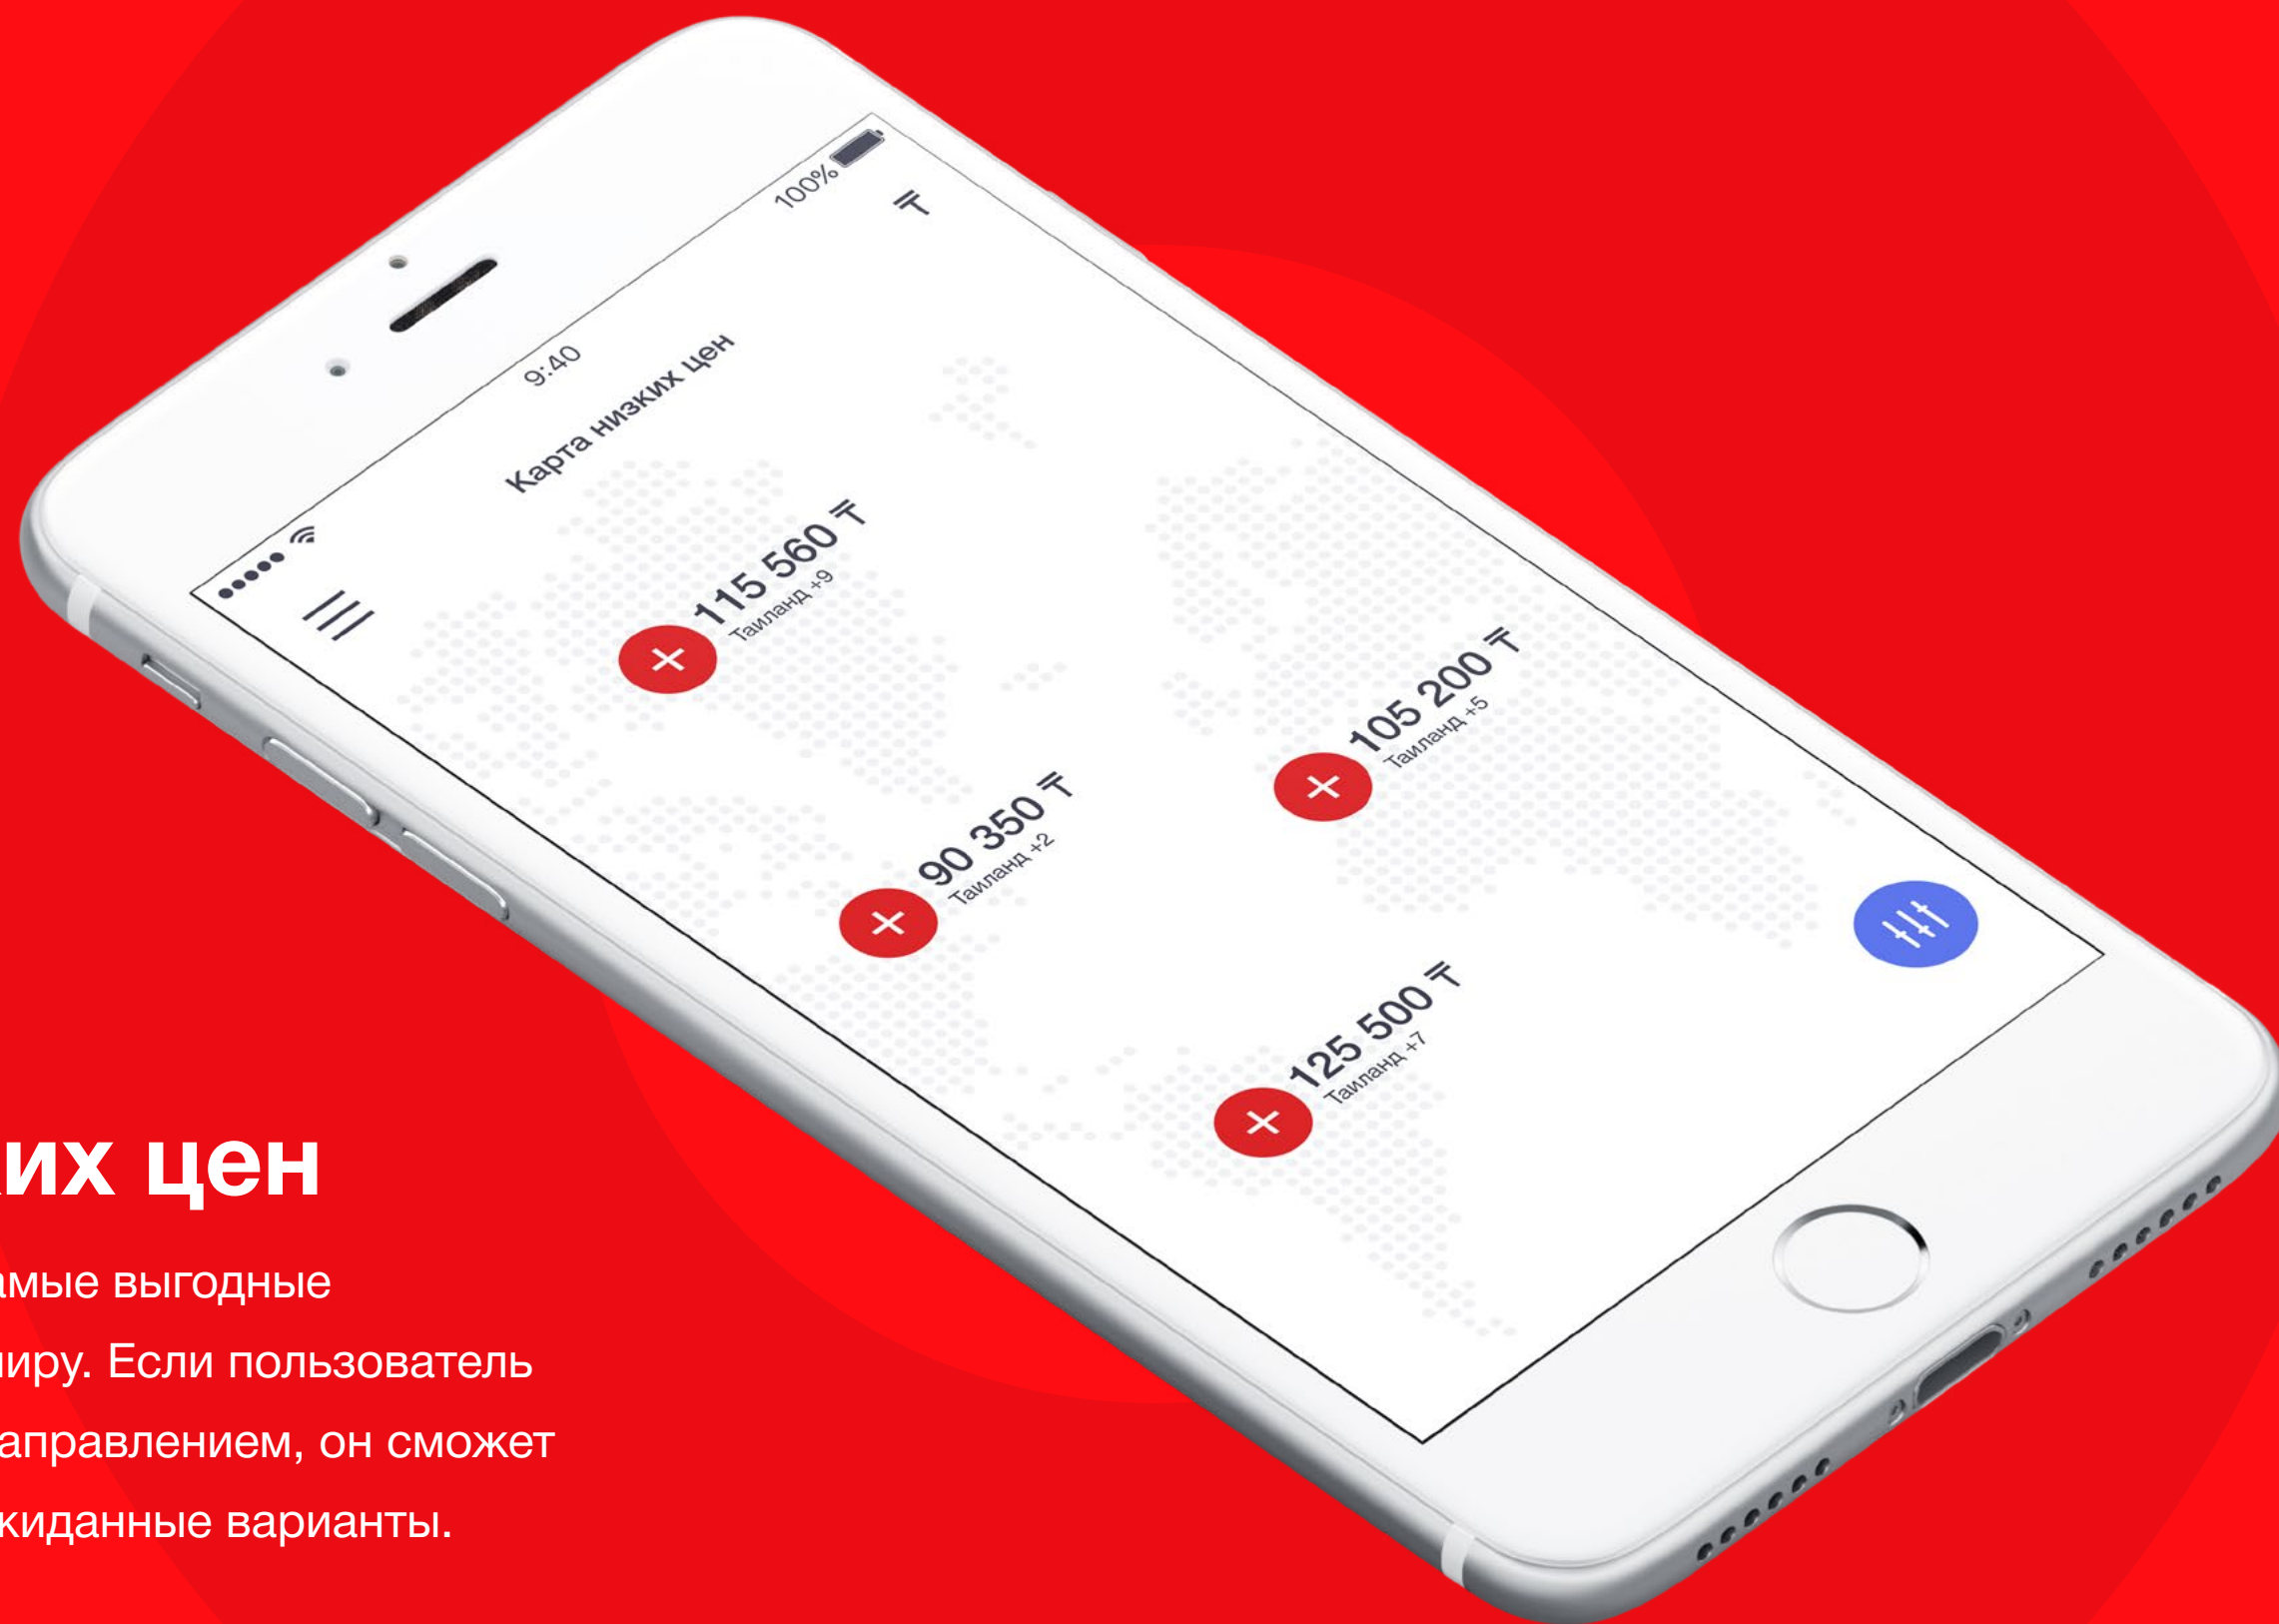 9:40
100%
₸
Карта низких цен
115 560 ₸
Таиланд +9
105 200 ₸
Таиланд +5
90 350 ₸
Таиланд +2
125 500 ₸
Таиланд +7
их цен
мые выгодные
иру. Если пользователь
аправлением, он сможет
киданные варианты.